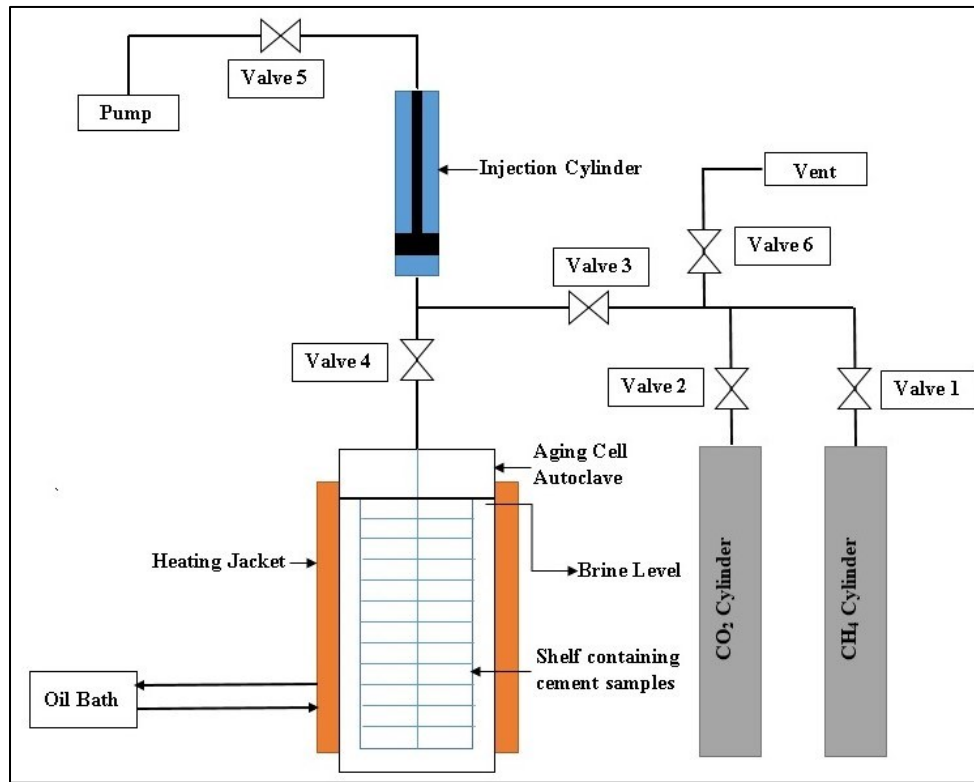 Valve 5
Pump
Injection Cylinder
Vent
Valve 6
Valve 3
Valve 4
Valve 2
Valve 1
Aging Cell
Autoclave
Heating Jacket
Brine Level
CO₂ Cylinder
CH₄ Cylinder
Shelf containing
cement samples
Oil Bath